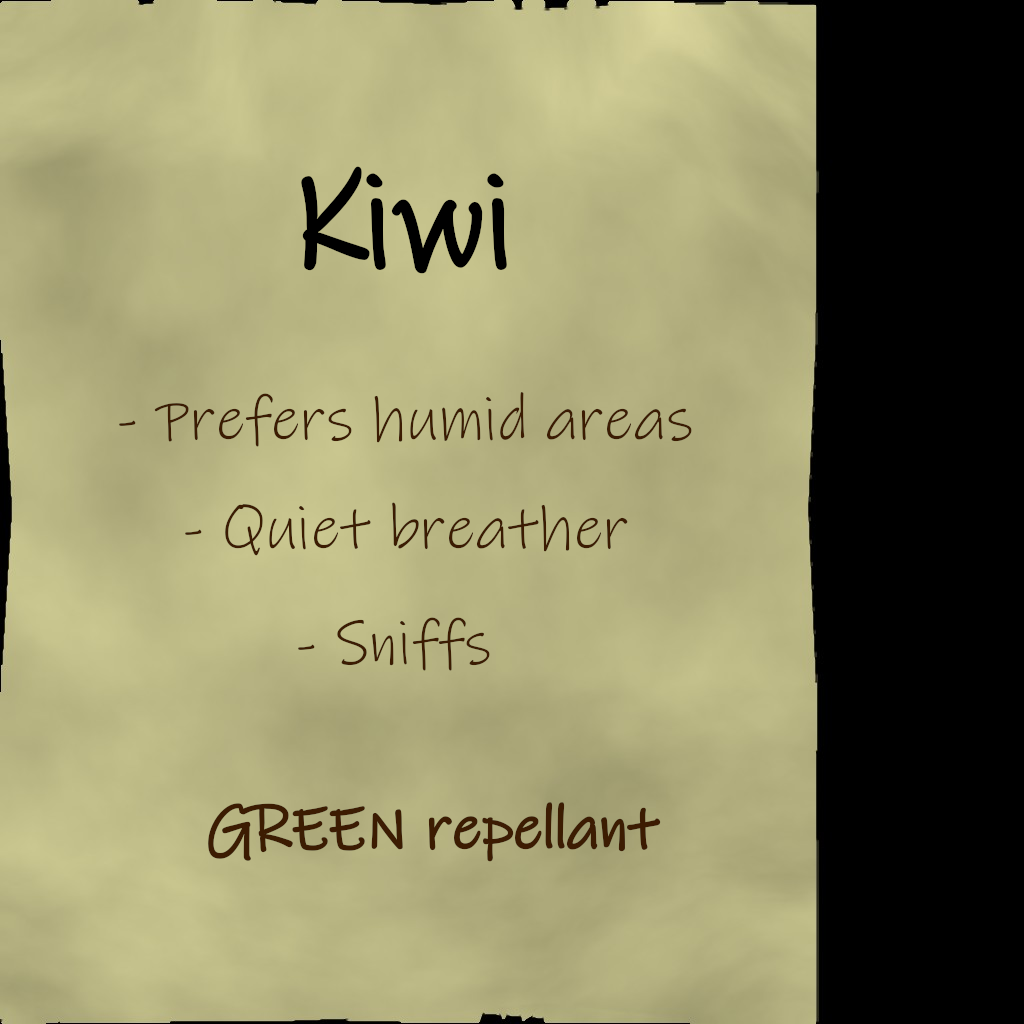 Kiwi
- Prefers humid areas
- Quiet breather
- Sniffs
GREEN repellant